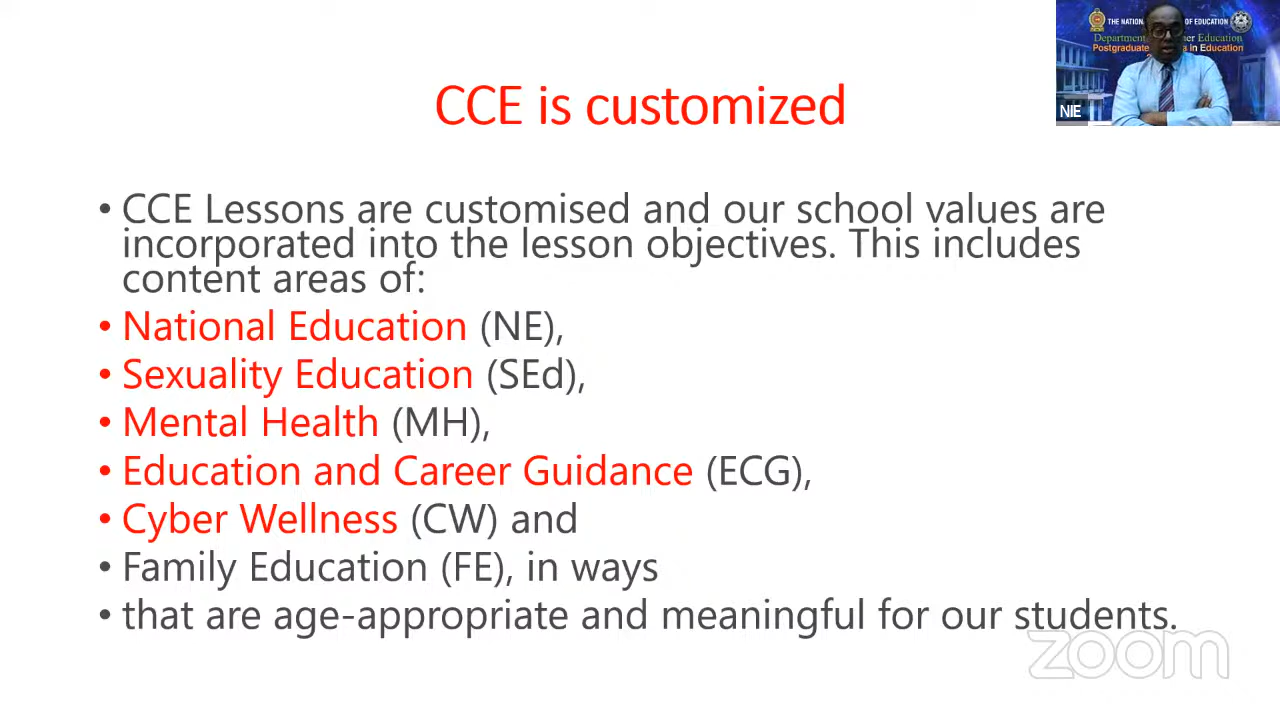 THE NATIONAL OF EDUCATION
Department Education
Postgraduate in Education
NIE
CCE is customized
• CCE Lessons are customised and our school values are
incorporated into the lesson objectives. This includes
content areas of:
• National Education (NE),
• Sexuality Education (SEd),
• Mental Health (MH),
• Education and Career Guidance (ECG),
• Cyber Wellness (CW) and
• Family Education (FE), in ways
• that are age-appropriate and meaningful for our students.
zoom